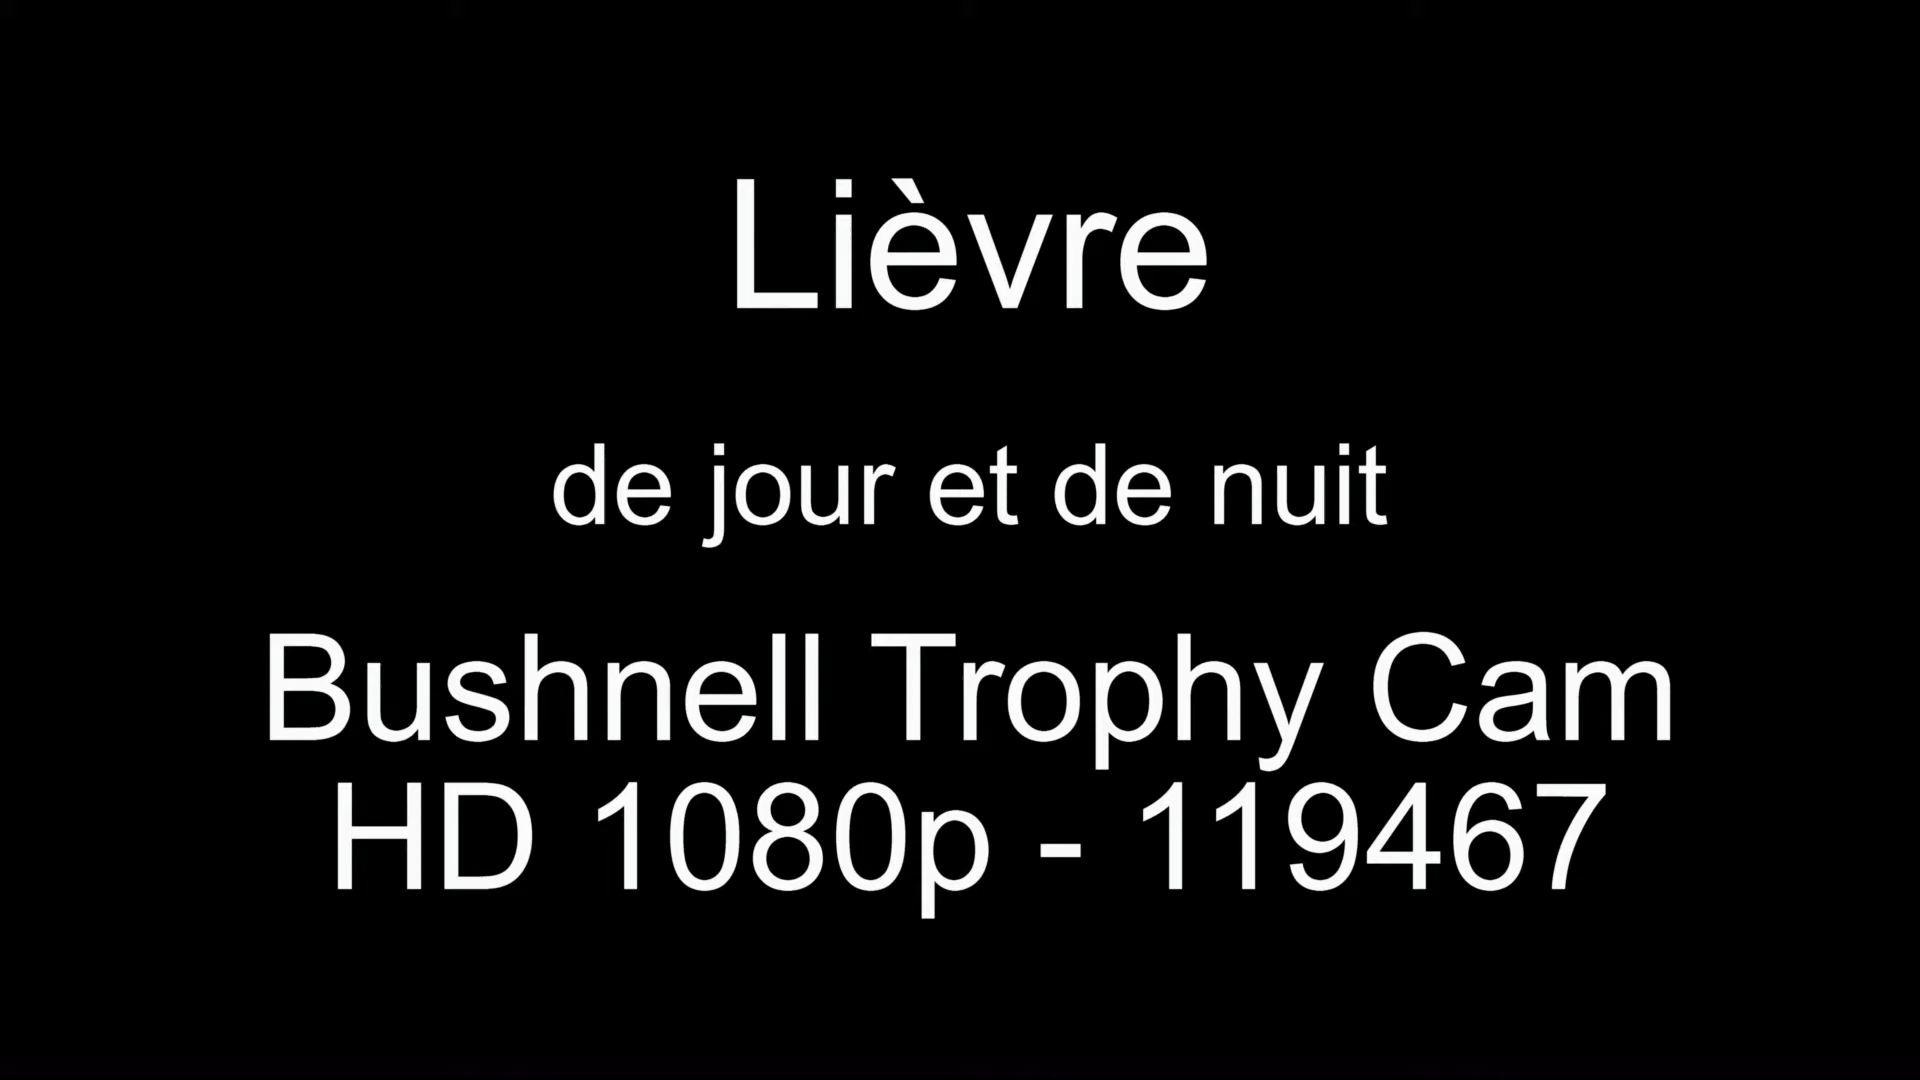 Lièvre
de jour et de nuit
Bushnell Trophy Cam
HD 1080p - 119467